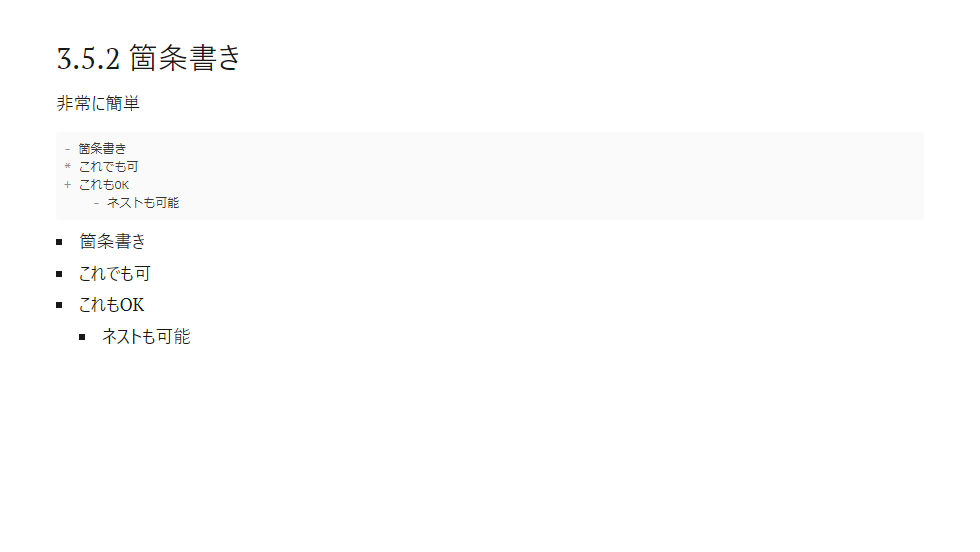 3.5.2 箇条書き
非常に簡単
- 箇条書き
* これでも可
+ これもOK
- ネストも可能
箇条書き
これでも可
これもOK
ネストも可能